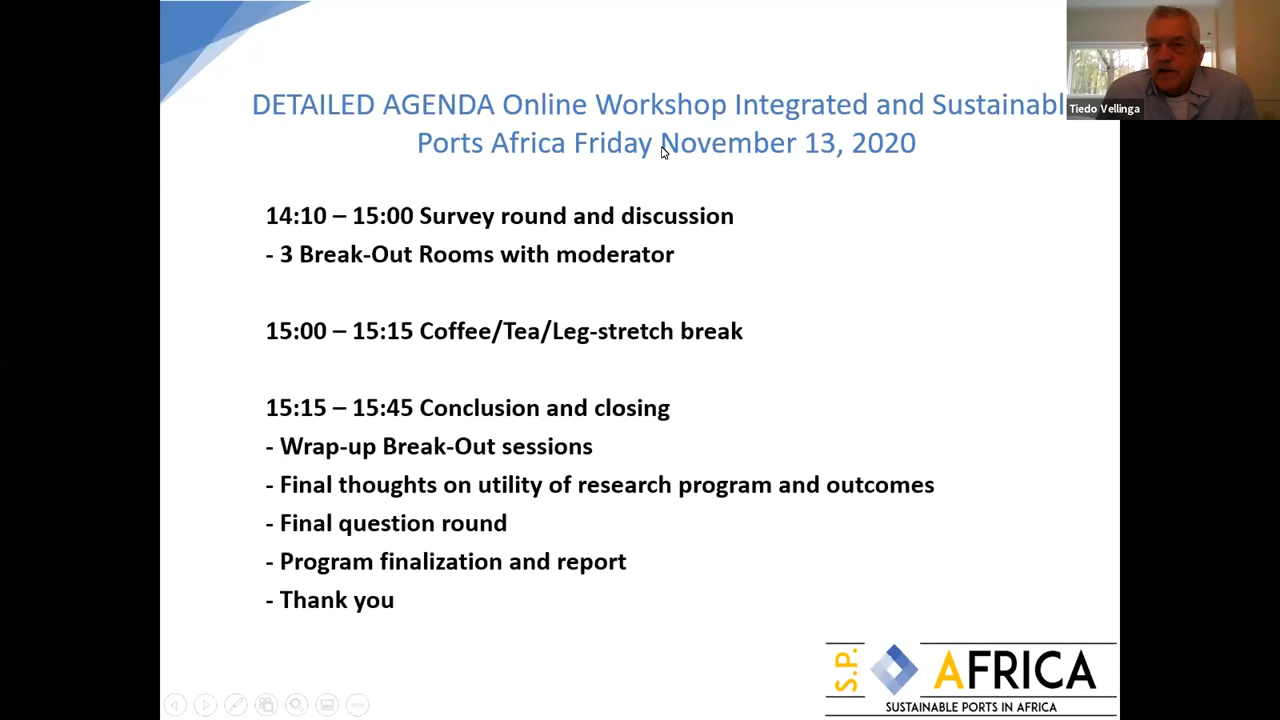 DETAILED AGENDA Online Workshop Integrated and Sustainabl
Ports Africa Friday November 13, 2020
Tiedo Vellinga
14:10 – 15:00 Survey round and discussion
- 3 Break-Out Rooms with moderator
15:00 – 15:15 Coffee/Tea/Leg-stretch break
15:15 – 15:45 Conclusion and closing
- Wrap-up Break-Out sessions
- Final thoughts on utility of research program and outcomes
- Final question round
- Program finalization and report
- Thank you
S.P.
AFRICA
SUSTAINABLE PORTS IN AFRICA